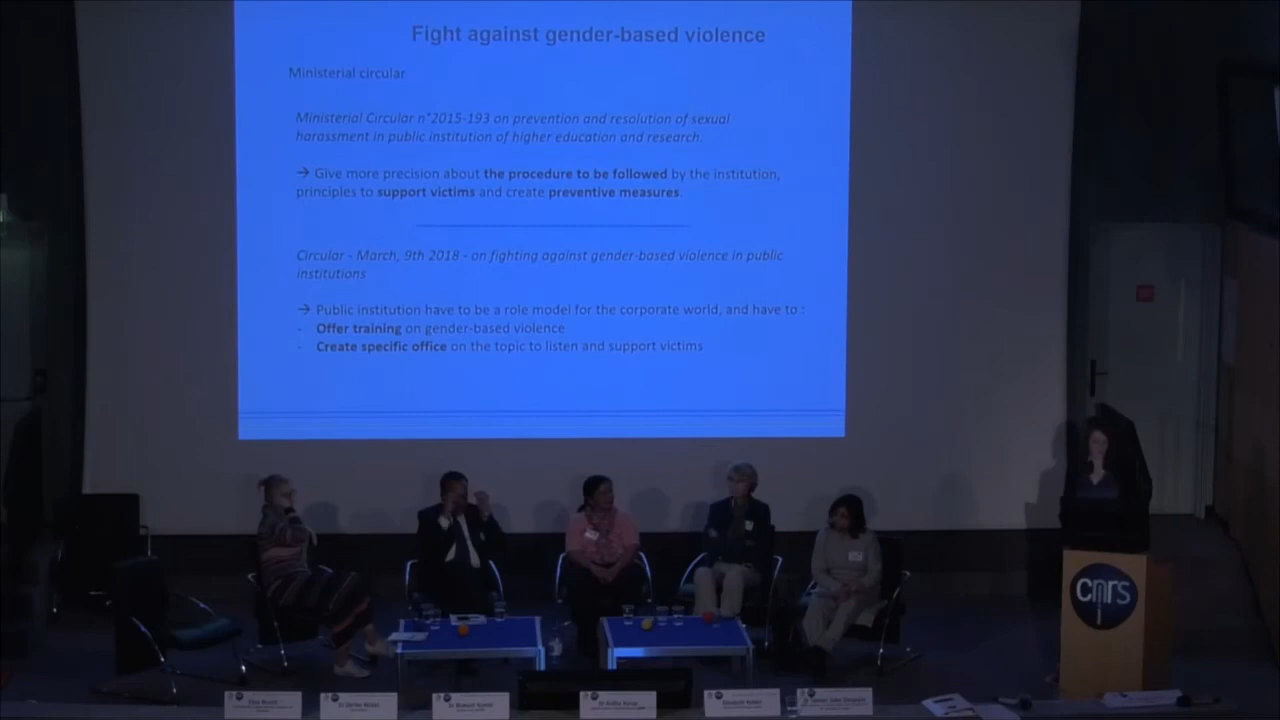 Fight against gender-based violence
Ministerial circular
Ministerial Circular n°2015-193 on prevention and resolution of sexual
harassment in public institution of higher education and research.
→ Give more precision about the procedure to be followed by the institution,
principles to support victims and create preventive measures.
Circular - March, 9th 2018 - on fighting against gender-based violence in public
institutions
→ Public institution have to be a role model for the corporate world, and have to :
- Offer training on gender-based violence
- Create specific office on the topic to listen and support victims
cnrs